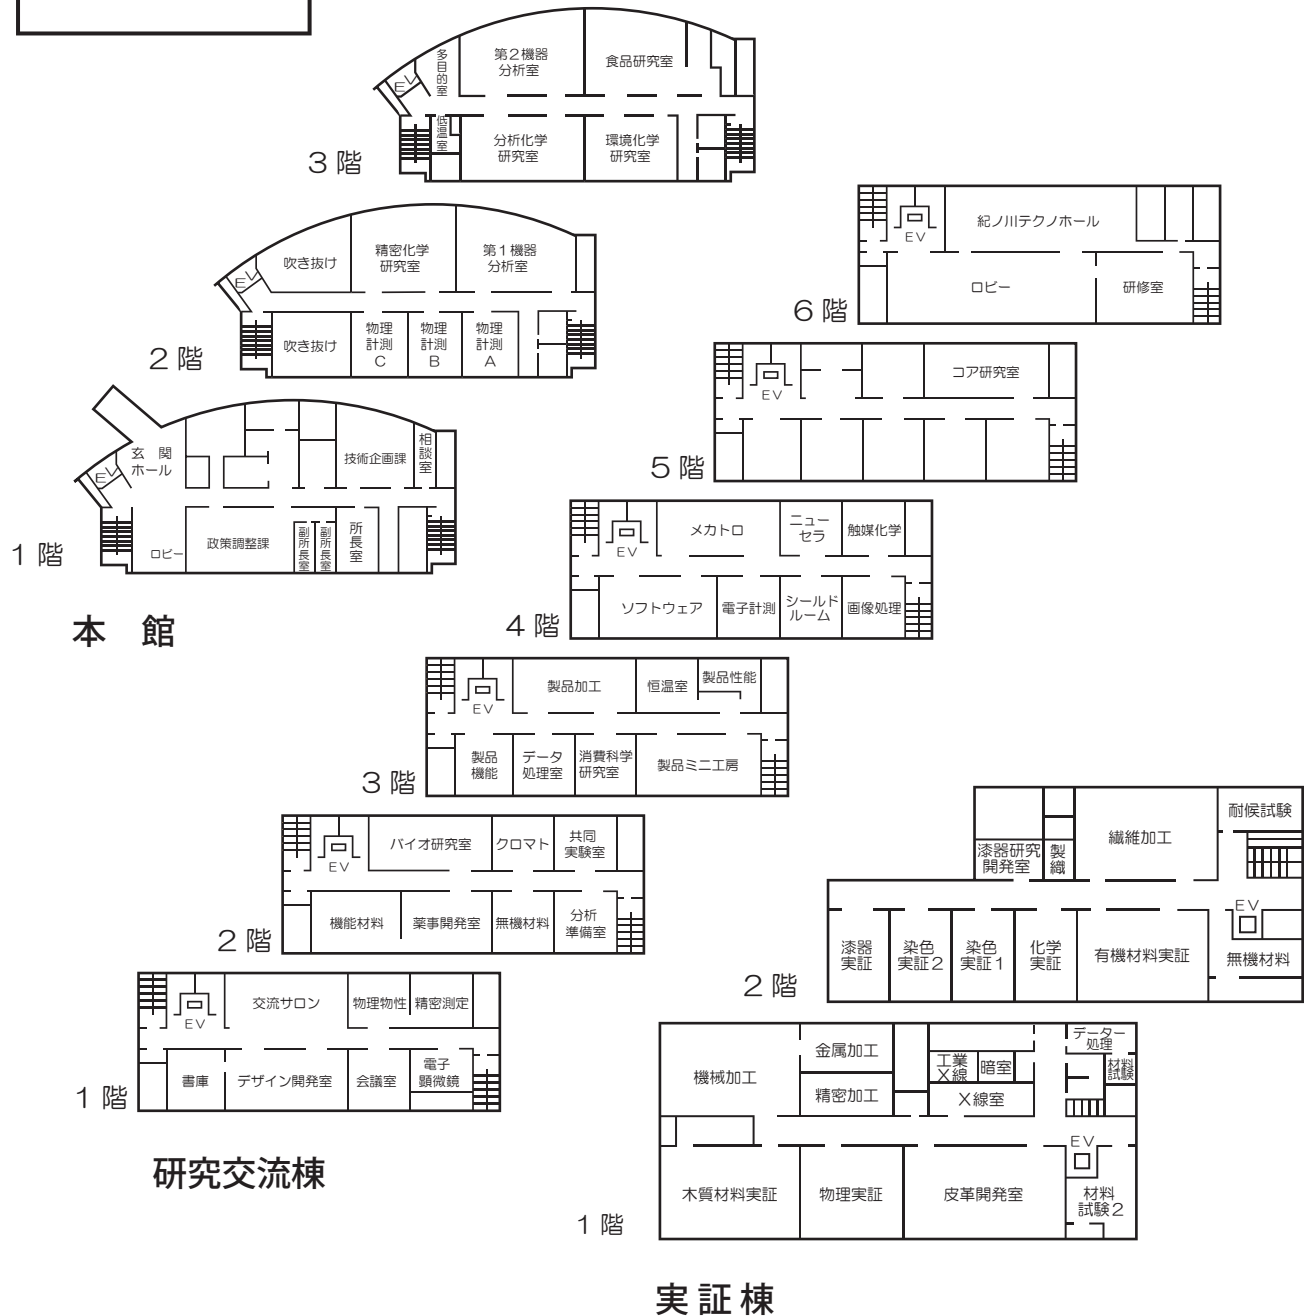 多目的室
第２機器
分析室
食品研究室
ＥＶ
低温室
分析化学
研究室
環境化学
研究室
３階
吹き抜け
精密化学
研究室
第１機器
分析室
ＥＶ
吹き抜け
物理
計測
Ｃ
物理
計測
Ｂ
物理
計測
Ａ
２階
玄　関
ホール
ＥＶ
技術企画課
相談室
ロビー
政策調整課
副所長室
副所長室
所長室
１階
本　館
紀ノ川テクノホール
ＥＶ
ロビー
研修室
６階
コア研究室
ＥＶ
５階
メカトロ
ニュー
セラ
触媒化学
ＥＶ
ソフトウェア
電子計測
シールド
ルーム
画像処理
４階
製品加工
恒温室
製品性能
ＥＶ
製品
機能
データ
処理室
消費科学
研究室
製品ミニ工房
３階
バイオ研究室
クロマト
共同
実験室
ＥＶ
機能材料
薬事開発室
無機材料
分析
準備室
２階
交流サロン
物理物性
精密測定
ＥＶ
書庫
デザイン開発室
会議室
電子
顕微鏡
１階
研究交流棟
繊維加工
耐候試験
漆器研究
開発室
製織
ＥＶ
漆器
実証
染色
実証２
染色
実証１
化学
実証
有機材料実証
無機材料
２階
機械加工
金属加工
精密加工
工業
Ｘ線
暗室
Ｘ線室
データー
処理
材料
試験
ＥＶ
木質材料実証
物理実証
皮革開発室
材料
試験２
１階
実証棟